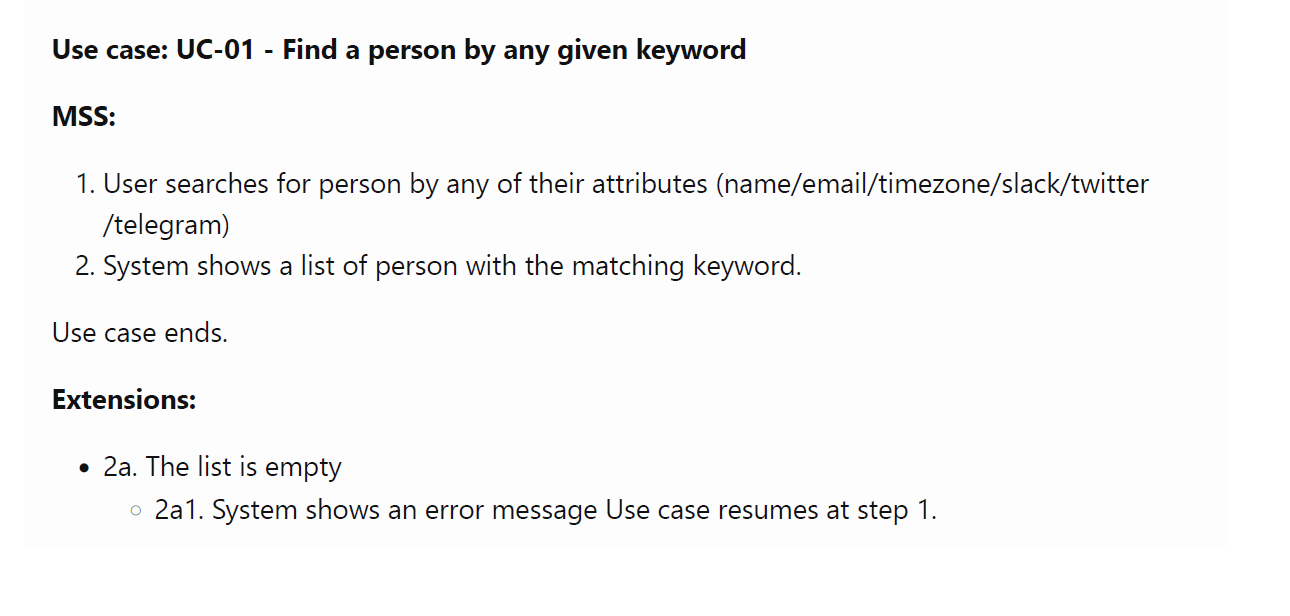 Use case: UC-01 - Find a person by any given keyword
MSS:
1. User searches for person by any of their attributes (name/email/timezone/slack/twitter
/telegram)
2. System shows a list of person with the matching keyword.
Use case ends.
Extensions:
• 2a. The list is empty
○ 2a1. System shows an error message Use case resumes at step 1.